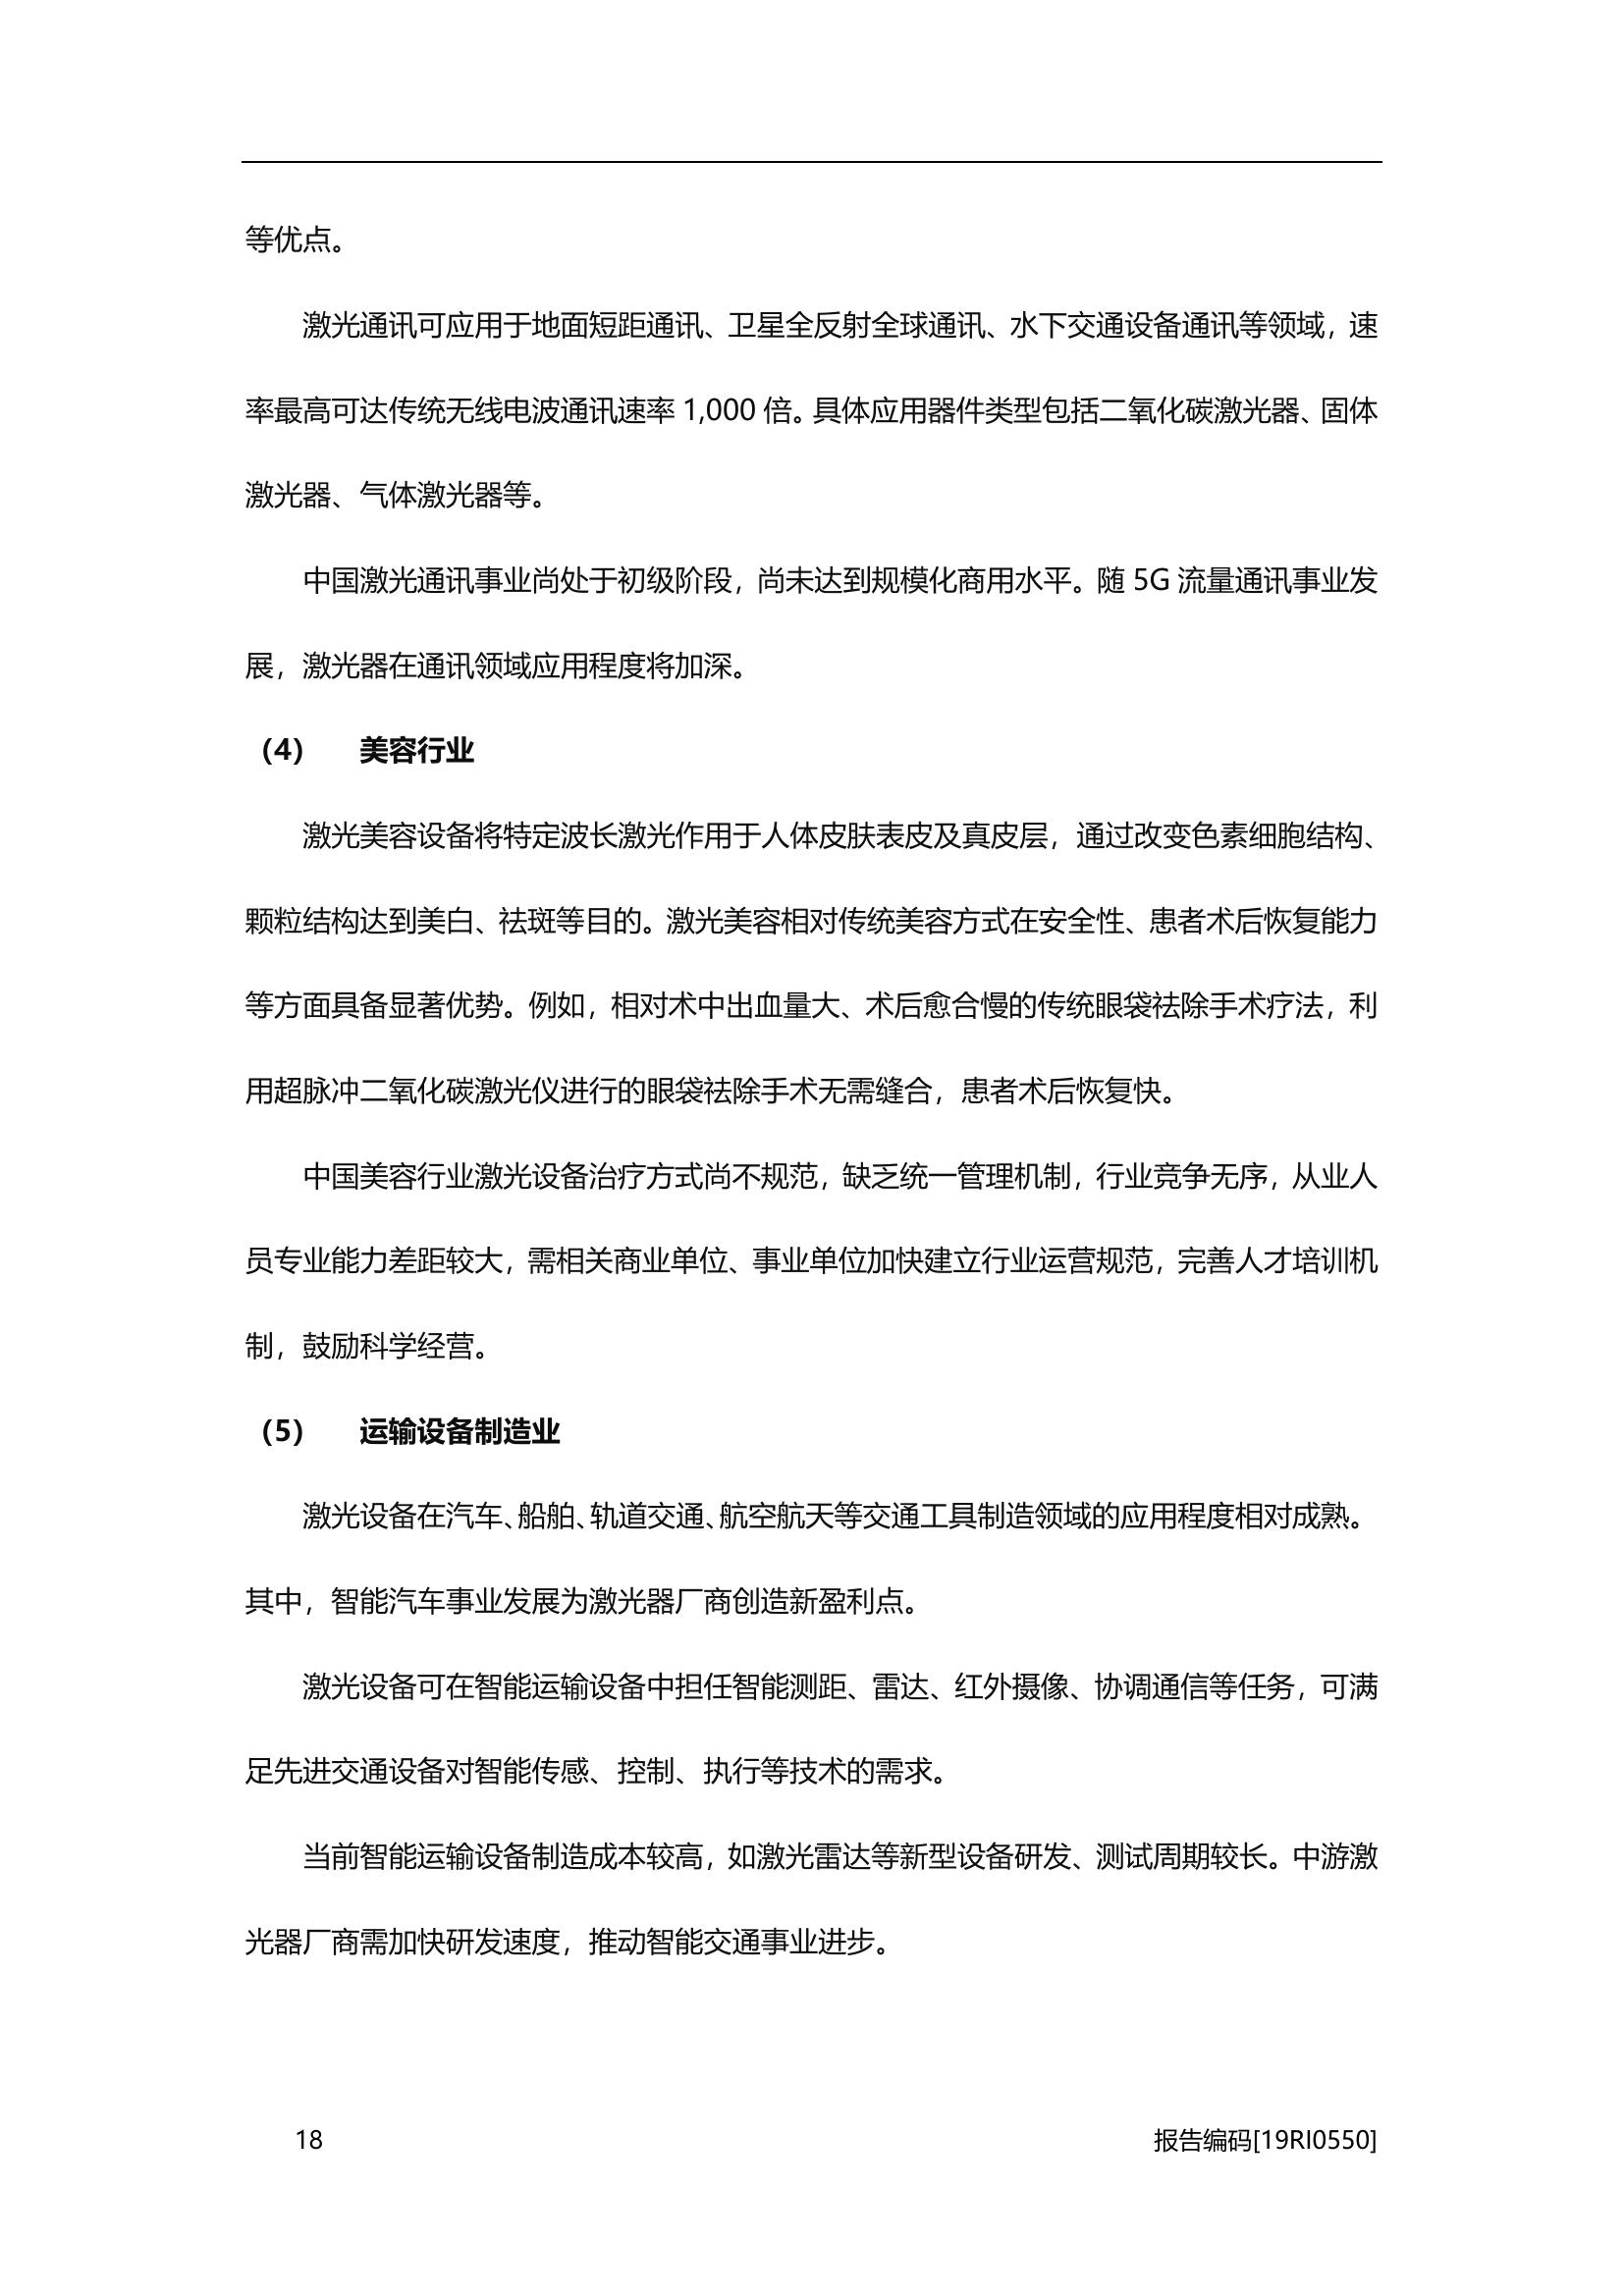 等优点。
激光通讯可应用于地面短距通讯、卫星全反射全球通讯、水下交通设备通讯等领域，速
率最高可达传统无线电波通讯速率 1,000 倍。具体应用器件类型包括二氧化碳激光器、固体
激光器、气体激光器等。
中国激光通讯事业尚处于初级阶段，尚未达到规模化商用水平。随 5G 流量通讯事业发
展，激光器在通讯领域应用程度将加深。
（4） 美容行业
激光美容设备将特定波长激光作用于人体皮肤表皮及真皮层，通过改变色素细胞结构、
颗粒结构达到美白、祛斑等目的。激光美容相对传统美容方式在安全性、患者术后恢复能力
等方面具备显著优势。例如，相对术中出血量大、术后愈合慢的传统眼袋祛除手术疗法，利
用超脉冲二氧化碳激光仪进行的眼袋祛除手术无需缝合，患者术后恢复快。
中国美容行业激光设备治疗方式尚不规范，缺乏统一管理机制，行业竞争无序，从业人
员专业能力差距较大，需相关商业单位、事业单位加快建立行业运营规范，完善人才培训机
制，鼓励科学经营。
（5） 运输设备制造业
激光设备在汽车、船舶、轨道交通、航空航天等交通工具制造领域的应用程度相对成熟。
其中，智能汽车事业发展为激光器厂商创造新盈利点。
激光设备可在智能运输设备中担任智能测距、雷达、红外摄像、协调通信等任务，可满
足先进交通设备对智能传感、控制、执行等技术的需求。
当前智能运输设备制造成本较高，如激光雷达等新型设备研发、测试周期较长。中游激
光器厂商需加快研发速度，推动智能交通事业进步。
18 报告编码[19RI0550]